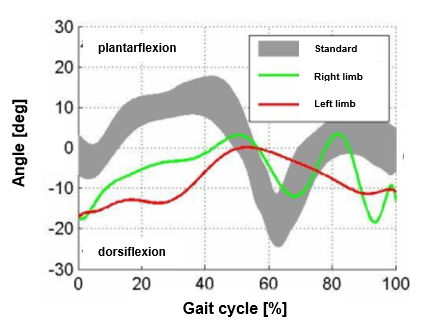 30
20
10
0
-10
-20
-30
plantarflexion
dorsiflexion
Standard
Right limb
Left limb
Angle [deg]
0
20
40
60
80
100
Gait cycle [%]